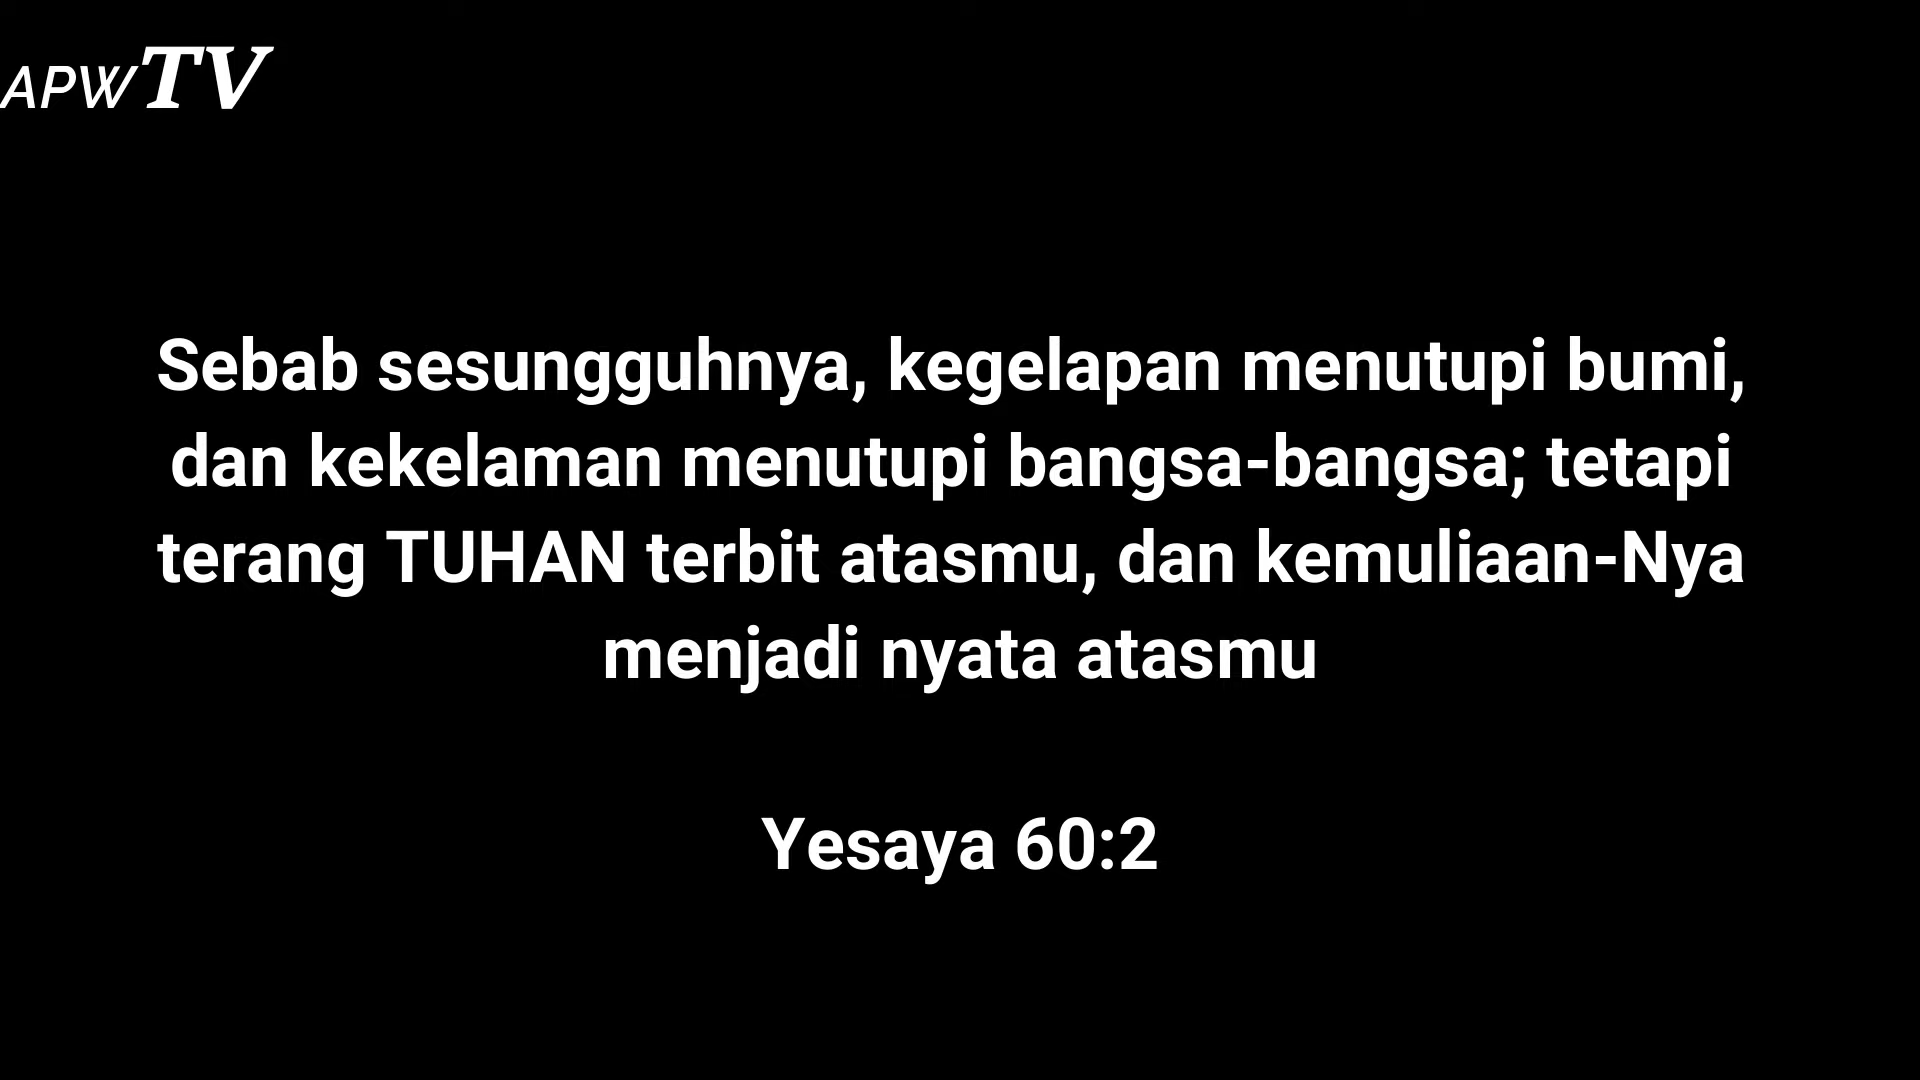 APWTV
Sebab sesungguhnya, kegelapan menutupi bumi,
dan kekelaman menutupi bangsa-bangsa; tetapi
terang TUHAN terbit atasmu, dan kemuliaan-Nya
menjadi nyata atasmu
Yesaya 60:2